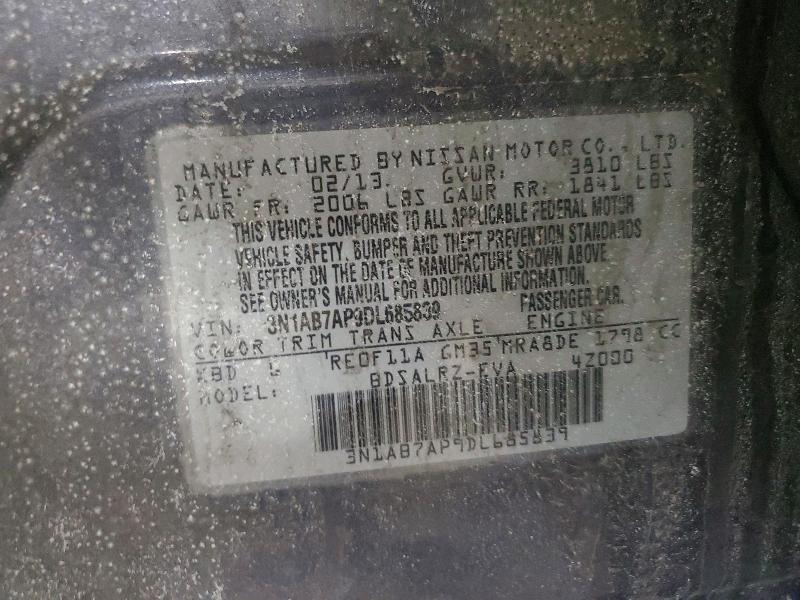 MANUFACTURED BY NISSAN MOTOR CO., LTD.
DATE: 02/13. GVWR: 3810 LBS
GAWR FR: 2006 LBS GAWR RR: 1841 LBS
THIS VEHICLE CONFORMS TO ALL APPLICABLE FEDERAL MOTOR
VEHICLE SAFETY, BUMPER AND THEFT PREVENTION STANDARDS
IN EFFECT ON THE DATE OF MANUFACTURE SHOWN ABOVE.
SEE OWNER'S MANUAL FOR ADDITIONAL INFORMATION.
VIN: 3N1AB7AP9DL685839 PASSENGER CAR.
COLOR TRIM TRANS AXLE ENGINE
KBD G RE0F11A GM35 MRA8DE 1798 CC
MODEL: BDSALRZ-EVA 4Z000
3N1AB7AP9DL685839